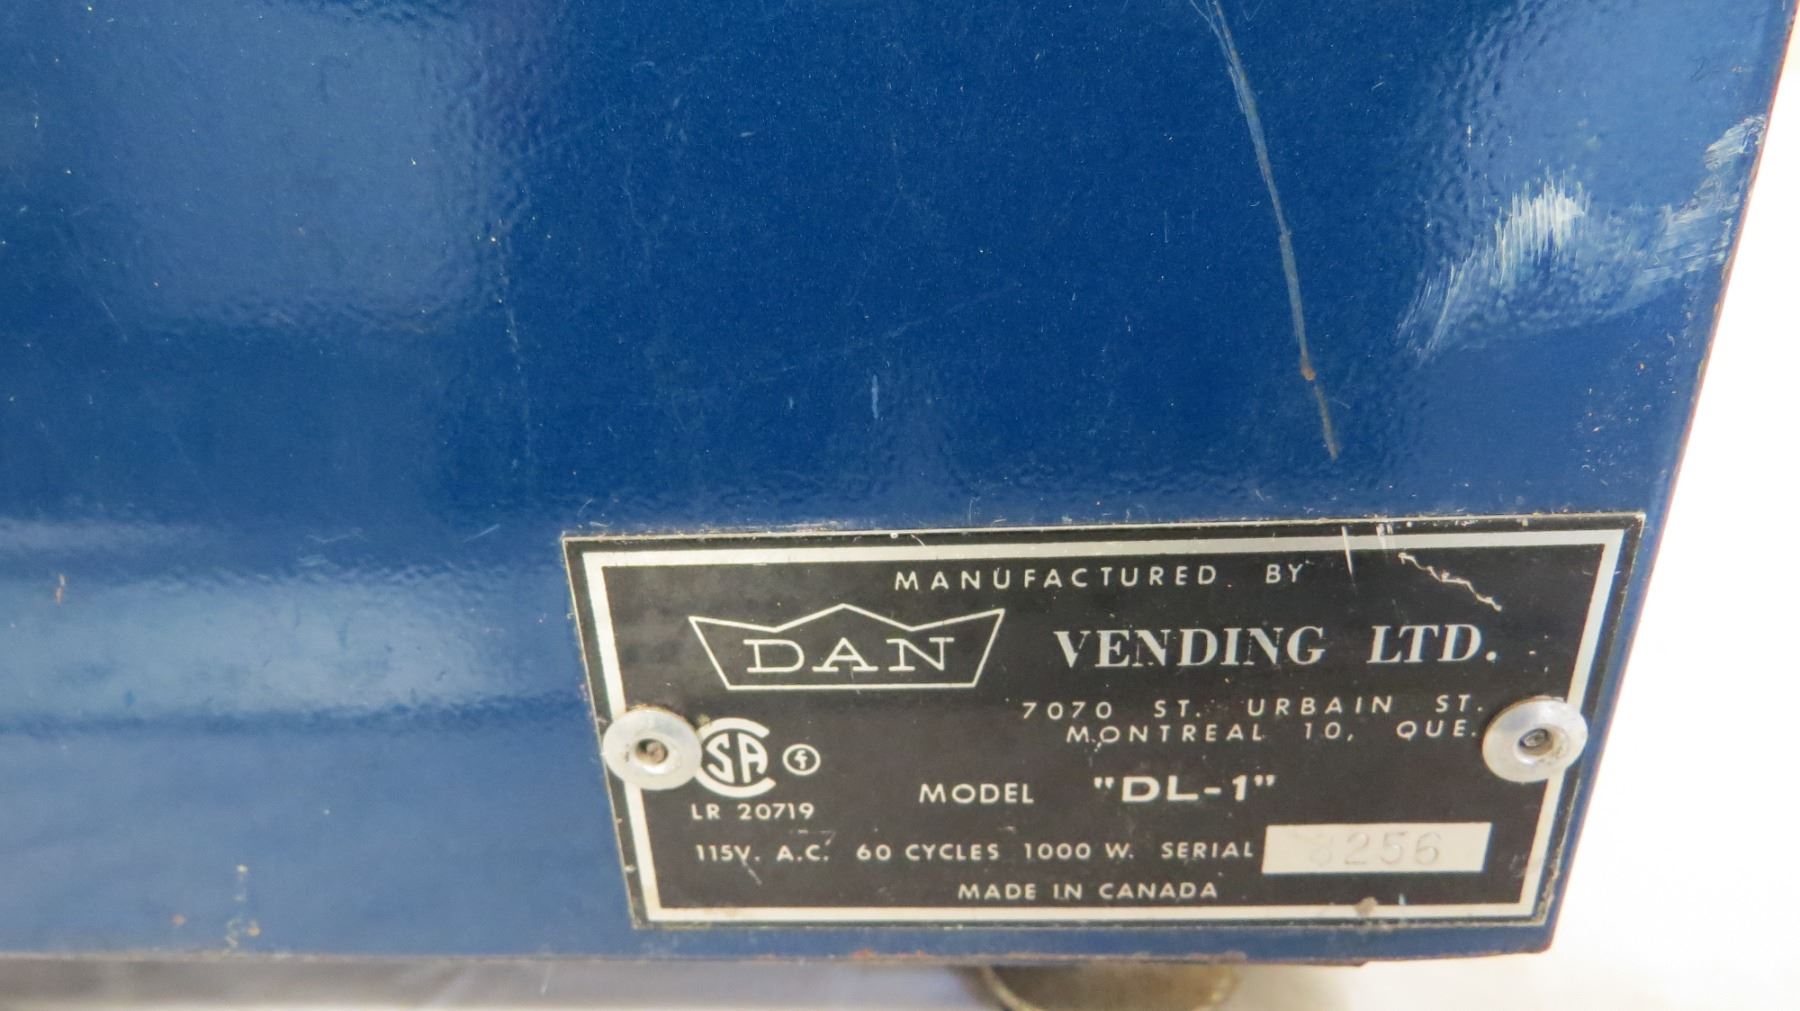 MANUFACTURED BY
DAN VENDING LTD.
7070 ST. URBAIN ST.
MONTREAL 10, QUE.
SA
LR 20719
MODEL "DL-1"
115V. A.C. 60 CYCLES 1000 W. SERIAL
MADE IN CANADA